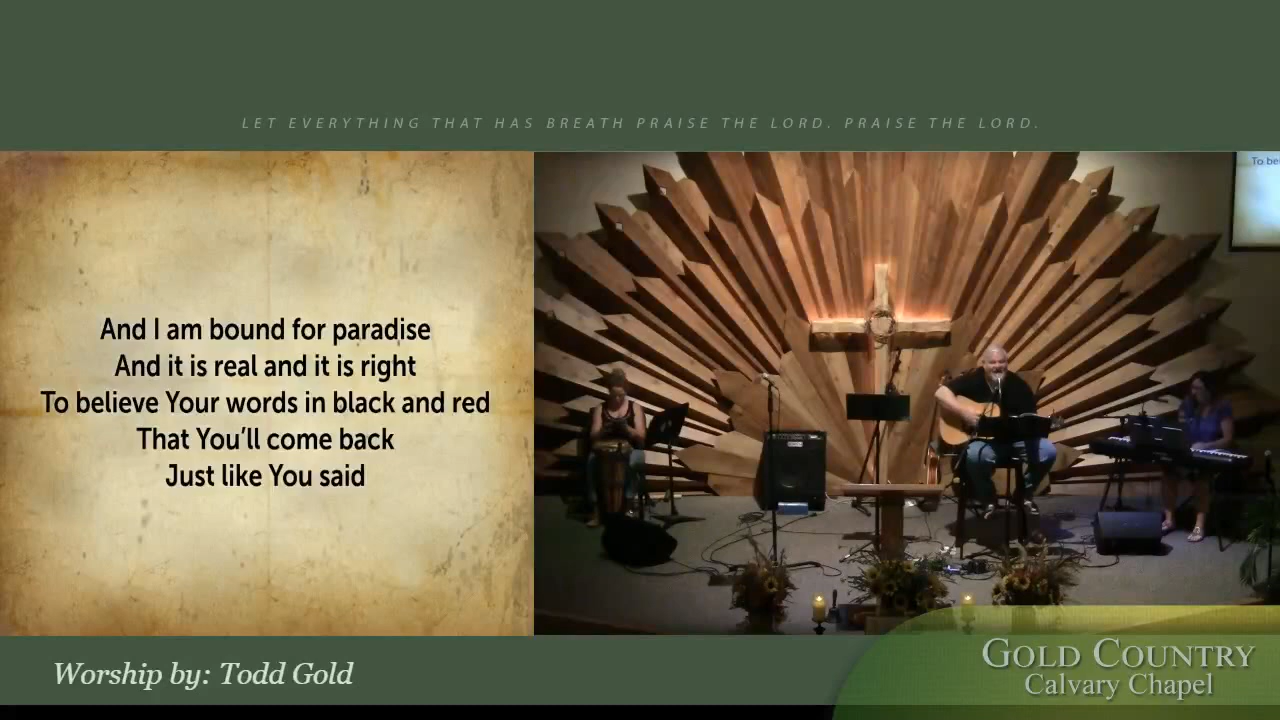 LET EVERYTHING THAT HAS BREATH PRAISE THE LORD. PRAISE THE LORD.
To be
And I am bound for paradise
And it is real and it is right
To believe Your words in black and red
That You'll come back
Just like You said
Worship by: Todd Gold
GOLD COUNTRY
Calvary Chapel